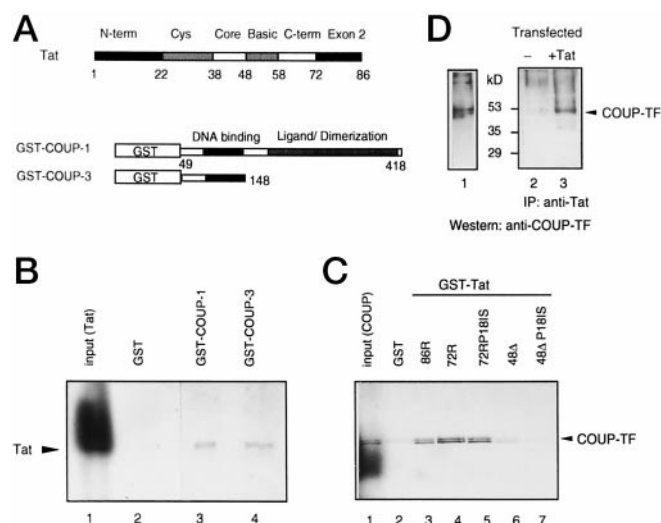 A
N-term Cys Core Basic C-term Exon 2
Tat
1 22 38 48 58 72 86
DNA binding Ligand/ Dimerization
GST-COUP-1 GST
49 418
GST-COUP-3 GST 148
D
Transfected
kD – +Tat
53 COUP-TF
35
29
1 2 3
IP: anti-Tat
Western: anti-COUP-TF
B
input (Tat) GST GST-COUP-1 GST-COUP-3
Tat
1 2 3 4
C
GST-Tat
input (COUP) GST 86R 72R 72RP18IS 48Δ 48Δ P18IS
COUP-TF
1 2 3 4 5 6 7